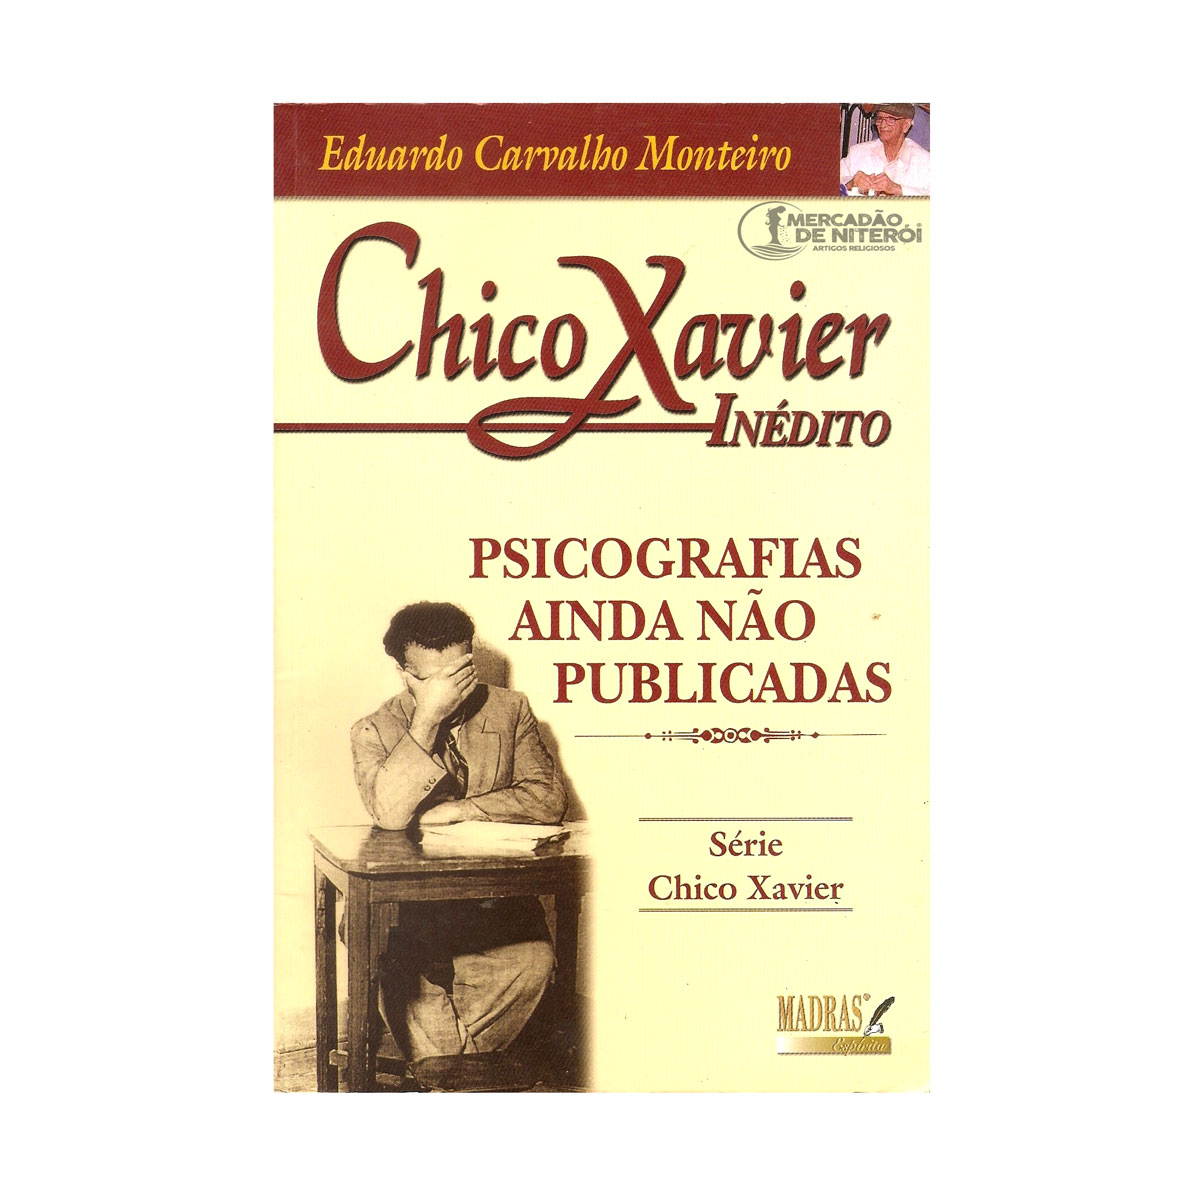 Eduardo Carvalho Monteiro
MERCADÃO
DE NITERÓI
ARTIGOS RELIGIOSOS
Chico Xavier
INÉDITO
PSICOGRAFIAS
AINDA NÃO
PUBLICADAS
Série
Chico Xavier
MADRAS®
Espírita